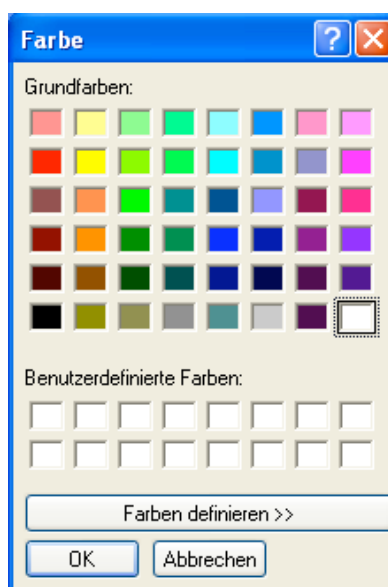 Farbe
Grundfarben:
Benutzerdefinierte Farben:
Farben definieren >>
OK Abbrechen